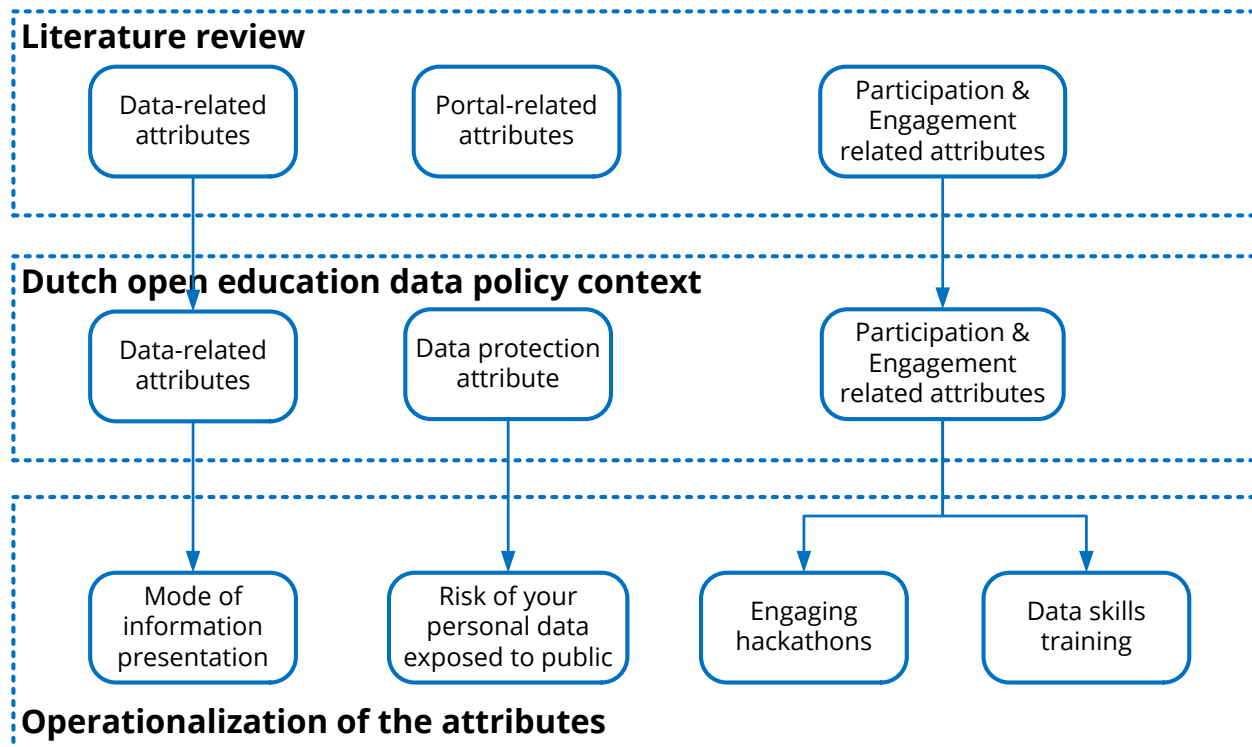 Literature review
Data-related
attributes
Portal-related
attributes
Participation &
Engagement
related attributes
Dutch open education data policy context
Data-related
attributes
Data protection
attribute
Participation &
Engagement
related attributes
Mode of
information
presentation
Risk of your
personal data
exposed to public
Engaging
hackathons
Data skills
training
Operationalization of the attributes